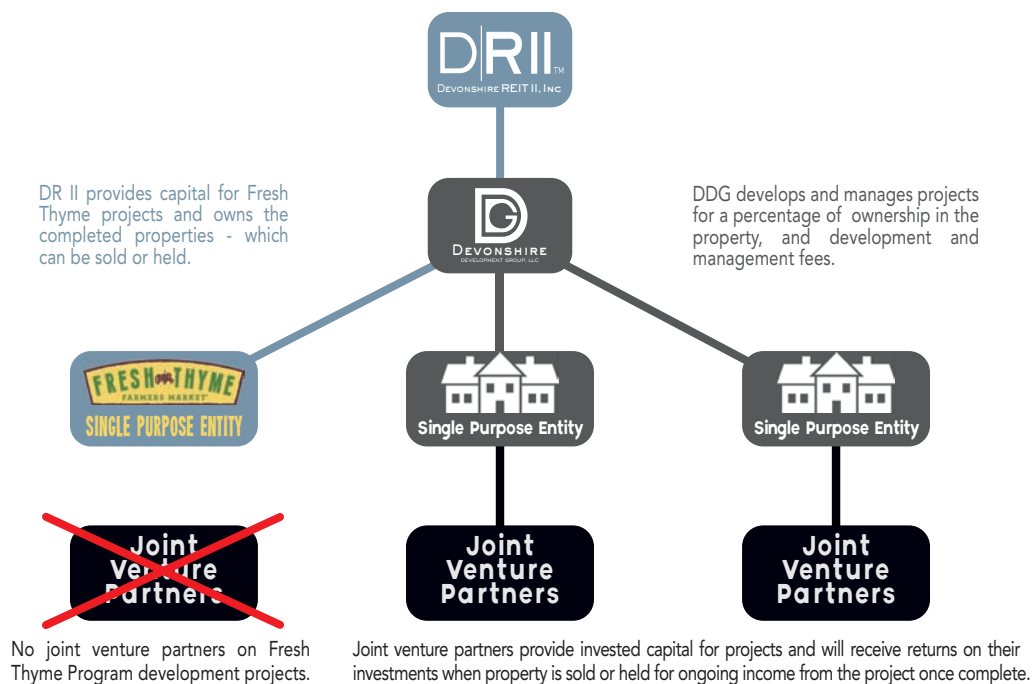 DRII™
DEVONSHIRE REIT II, INC
DR II provides capital for Fresh
Thyme projects and owns the
completed properties - which
can be sold or held.
DDG
DEVONSHIRE
DEVELOPMENT GROUP, LLC
DDG develops and manages projects
for a percentage of ownership in the
property, and development and
management fees.
FRESH THYME
FARMERS MARKET
SINGLE PURPOSE ENTITY
Single Purpose Entity
Single Purpose Entity
Joint
Venture
Partners
Joint
Venture
Partners
Joint
Venture
Partners
No joint venture partners on Fresh
Thyme Program development projects.
Joint venture partners provide invested capital for projects and will receive returns on their
investments when property is sold or held for ongoing income from the project once complete.